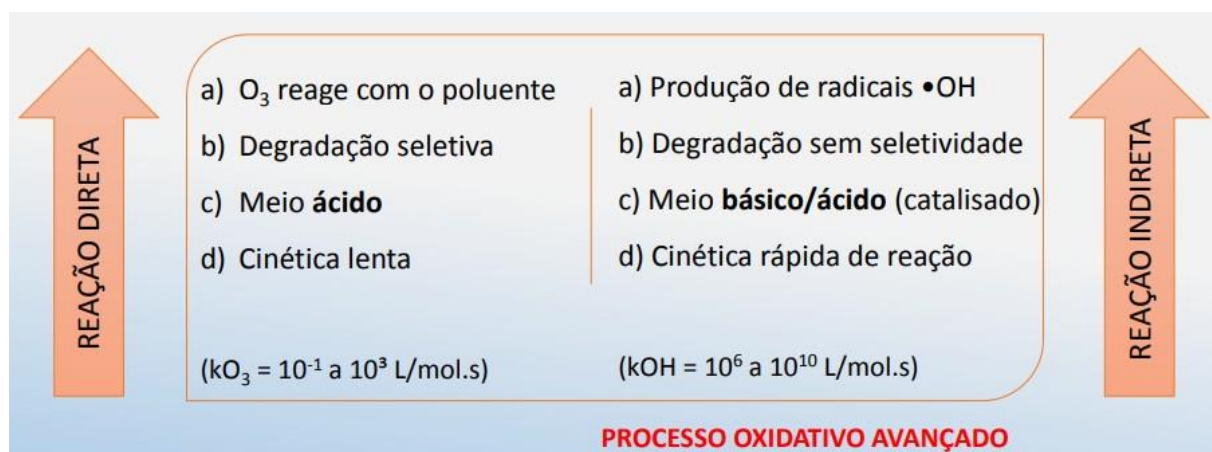 REAÇÃO DIRETA
a) O₃ reage com o poluente
b) Degradação seletiva
c) Meio ácido
d) Cinética lenta
(kO₃ = 10⁻¹ a 10³ L/mol.s)
a) Produção de radicais •OH
b) Degradação sem seletividade
c) Meio básico/ácido (catalisado)
d) Cinética rápida de reação
(kOH = 10⁶ a 10¹⁰ L/mol.s)
REAÇÃO INDIRETA
PROCESSO OXIDATIVO AVANÇADO